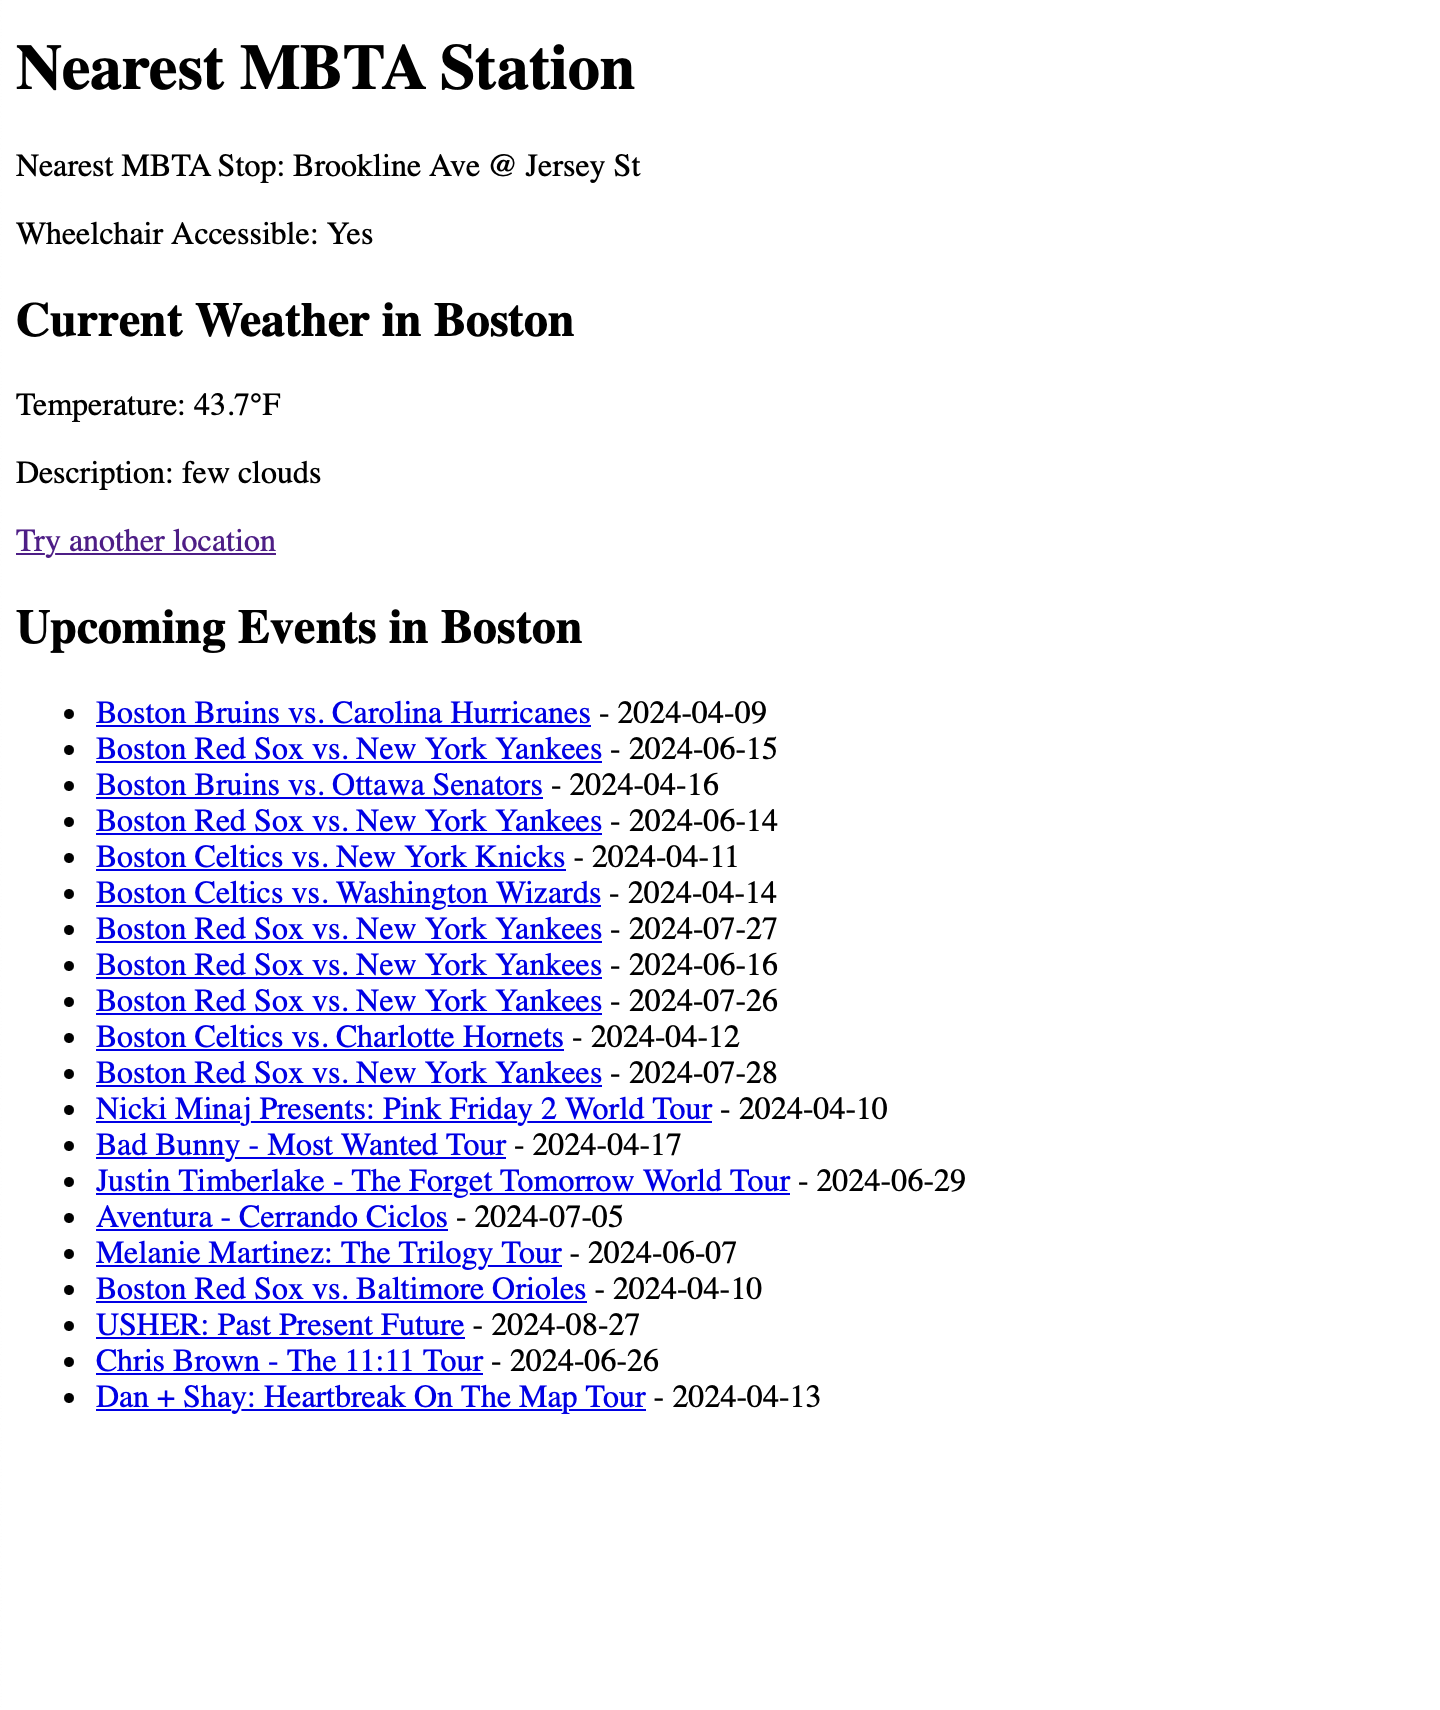 Nearest MBTA Station
Nearest MBTA Stop: Brookline Ave @ Jersey St
Wheelchair Accessible: Yes
Current Weather in Boston
Temperature: 43.7°F
Description: few clouds
Try another location
Upcoming Events in Boston
• Boston Bruins vs. Carolina Hurricanes - 2024-04-09
• Boston Red Sox vs. New York Yankees - 2024-06-15
• Boston Bruins vs. Ottawa Senators - 2024-04-16
• Boston Red Sox vs. New York Yankees - 2024-06-14
• Boston Celtics vs. New York Knicks - 2024-04-11
• Boston Celtics vs. Washington Wizards - 2024-04-14
• Boston Red Sox vs. New York Yankees - 2024-07-27
• Boston Red Sox vs. New York Yankees - 2024-06-16
• Boston Red Sox vs. New York Yankees - 2024-07-26
• Boston Celtics vs. Charlotte Hornets - 2024-04-12
• Boston Red Sox vs. New York Yankees - 2024-07-28
• Nicki Minaj Presents: Pink Friday 2 World Tour - 2024-04-10
• Bad Bunny - Most Wanted Tour - 2024-04-17
• Justin Timberlake - The Forget Tomorrow World Tour - 2024-06-29
• Aventura - Cerrando Ciclos - 2024-07-05
• Melanie Martinez: The Trilogy Tour - 2024-06-07
• Boston Red Sox vs. Baltimore Orioles - 2024-04-10
• USHER: Past Present Future - 2024-08-27
• Chris Brown - The 11:11 Tour - 2024-06-26
• Dan + Shay: Heartbreak On The Map Tour - 2024-04-13